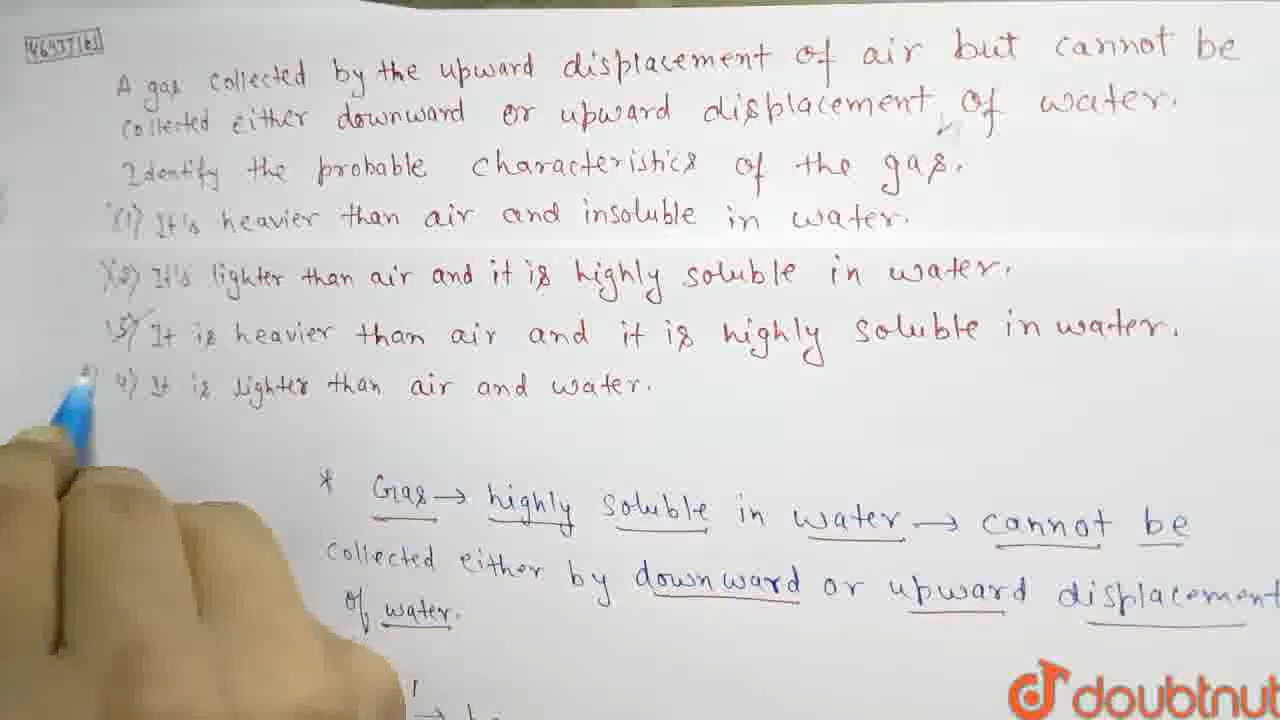 46937(b)
A gas collected by the upward displacement of air but cannot be
collected either downward or upward displacement of water.
Identify the probable characteristics of the gas.
(1) It's heavier than air and insoluble in water.
(2) It's lighter than air and it is highly soluble in water.
(3) It is heavier than air and it is highly soluble in water.
4) It is lighter than air and water.
* Gas → highly soluble in water → cannot be
collected either by downward or upward displacement
of water.
doubtnut